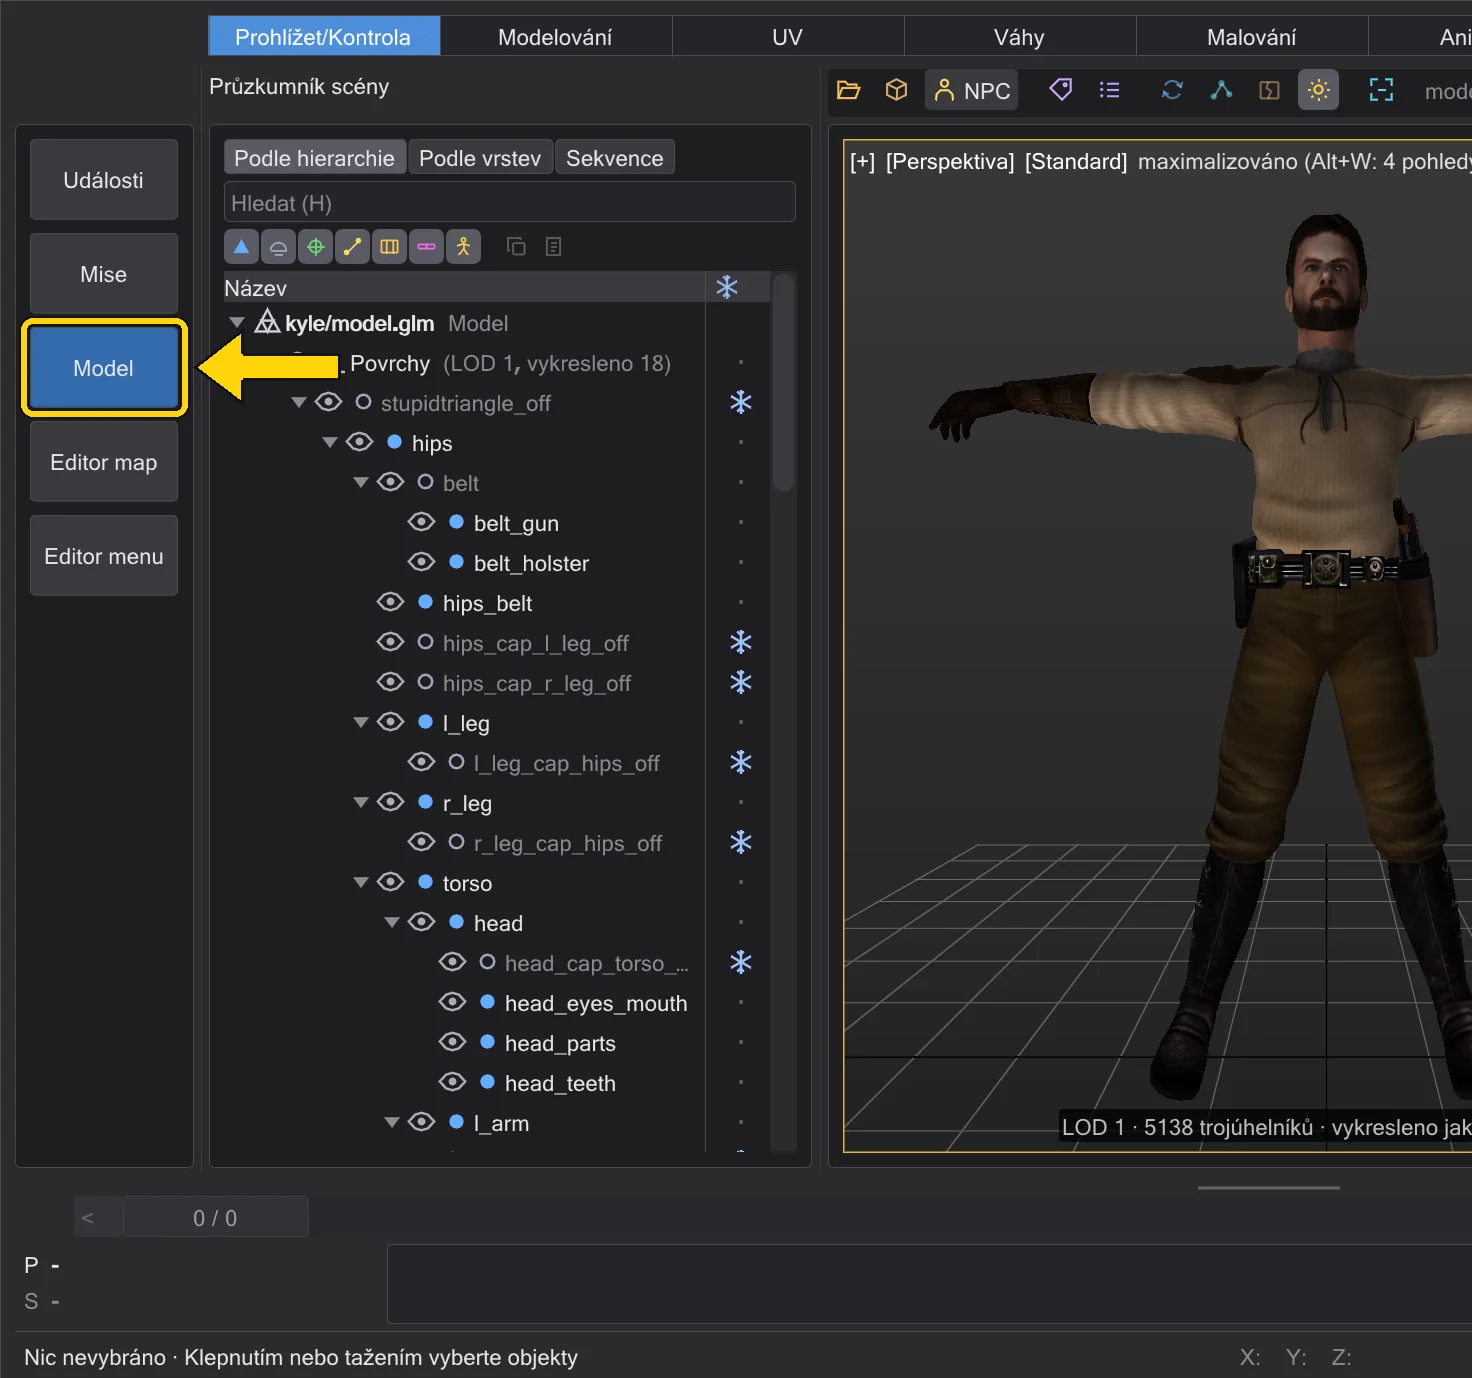 Prohlížet/Kontrola
Modelování
UV
Váhy
Malování
Ani
Průzkumník scény
NPC
mode
Události
Mise
Model
Editor map
Editor menu
Podle hierarchie
Podle vrstev
Sekvence
Hledat (H)
Název
kyle/model.glm Model
Povrchy (LOD 1, vykresleno 18)
stupidtriangle_off
hips
belt
belt_gun
belt_holster
hips_belt
hips_cap_l_leg_off
hips_cap_r_leg_off
l_leg
l_leg_cap_hips_off
r_leg
r_leg_cap_hips_off
torso
head
head_cap_torso_...
head_eyes_mouth
head_parts
head_teeth
l_arm
[+] [Perspektiva] [Standard] maximalizováno (Alt+W: 4 pohledy
LOD 1 · 5138 trojúhelníků · vykresleno jak
<
0 / 0
P -
S -
Nic nevybráno · Klepnutím nebo tažením vyberte objekty
X: Y: Z: